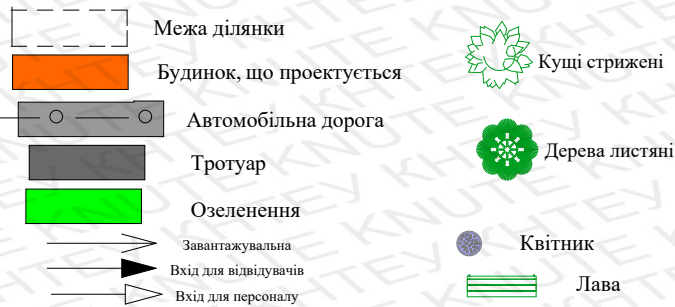 Межа ділянки
Будинок, що проектується
Автомобільна дорога
Тротуар
Озеленення
Завантажувальна
Вхід для відвідувачів
Вхід для персоналу
Кущі стрижені
Дерева листяні
Квітник
Лава